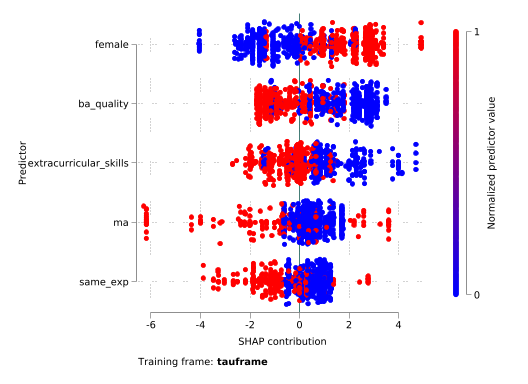 female
ba_quality
extracurricular_skills
ma
same_exp
Predictor
-6 -4 -2 0 2 4
SHAP contribution
1
0
Normalized predictor value
Training frame: tauframe